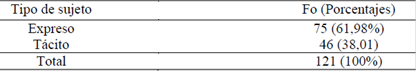 Tipo de sujeto Fo (Porcentajes)
Expreso 75 (61,98%)
Tácito 46 (38.01)
Total 121 (100%)